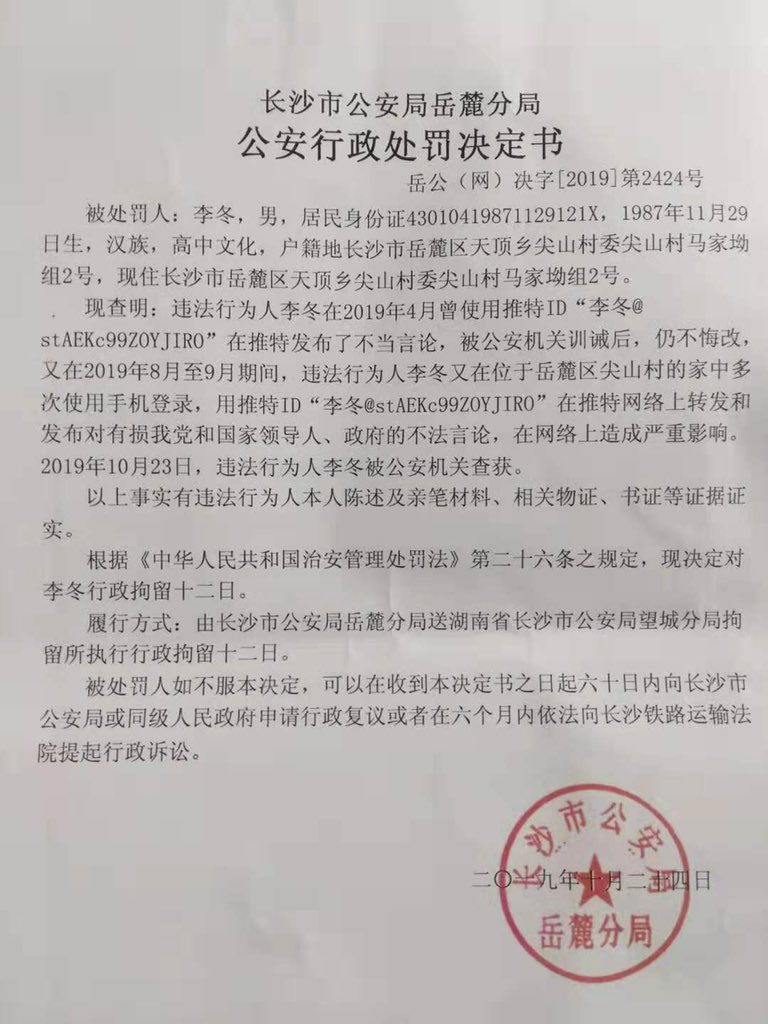 长沙市公安局岳麓分局
公安行政处罚决定书
岳公（网）决字[2019]第2424号
被处罚人：李冬，男，居民身份证43010419871129121X，1987年11月29
日生，汉族，高中文化，户籍地长沙市岳麓区天顶乡尖山村委尖山村马家坳
组2号，现住长沙市岳麓区天顶乡尖山村委尖山村马家坳组2号。
现查明：违法行为人李冬在2019年4月曾使用推特ID“李冬@
stAEKc99ZOYJIRO”在推特发布了不当言论，被公安机关训诫后，仍不悔改，
又在2019年8月至9月期间，违法行为人李冬又在位于岳麓区尖山村的家中多
次使用手机登录，用推特ID“李冬@stAEKc99ZOYJIRO”在推特网络上转发和
发布对有损我党和国家领导人、政府的不法言论，在网络上造成严重影响。
2019年10月23日，违法行为人李冬被公安机关查获。
以上事实有违法行为人本人陈述及亲笔材料、相关物证、书证等证据证
实。
根据《中华人民共和国治安管理处罚法》第二十六条之规定，现决定对
李冬行政拘留十二日。
履行方式：由长沙市公安局岳麓分局送湖南省长沙市公安局望城分局拘
留所执行行政拘留十二日。
被处罚人如不服本决定，可以在收到本决定书之日起六十日内向长沙市
公安局或同级人民政府申请行政复议或者在六个月内依法向长沙铁路运输法
院提起行政诉讼。
长沙市公安局
二〇一九年十月二十四日
岳麓分局